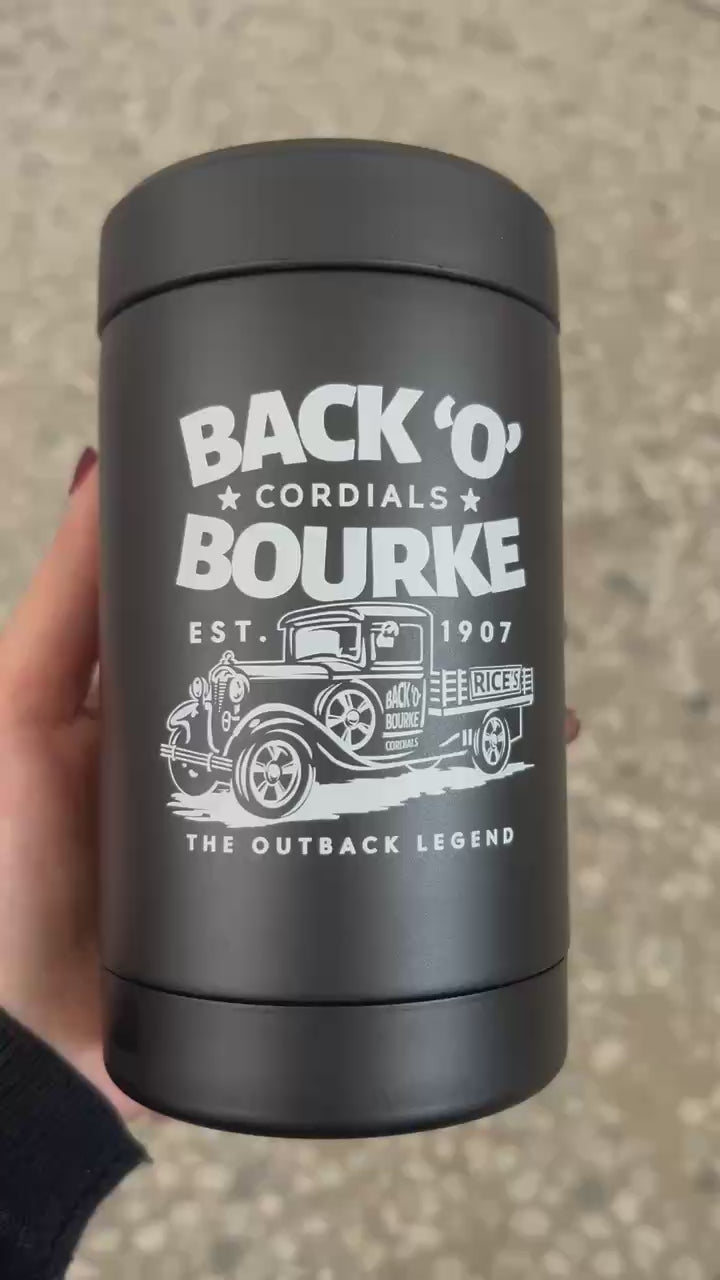 BACK ‘O’
★ CORDIALS ★
BOURKE
EST. 1907
RICE'S
BACK 'O'
BOURKE
CORDIALS
THE OUTBACK LEGEND